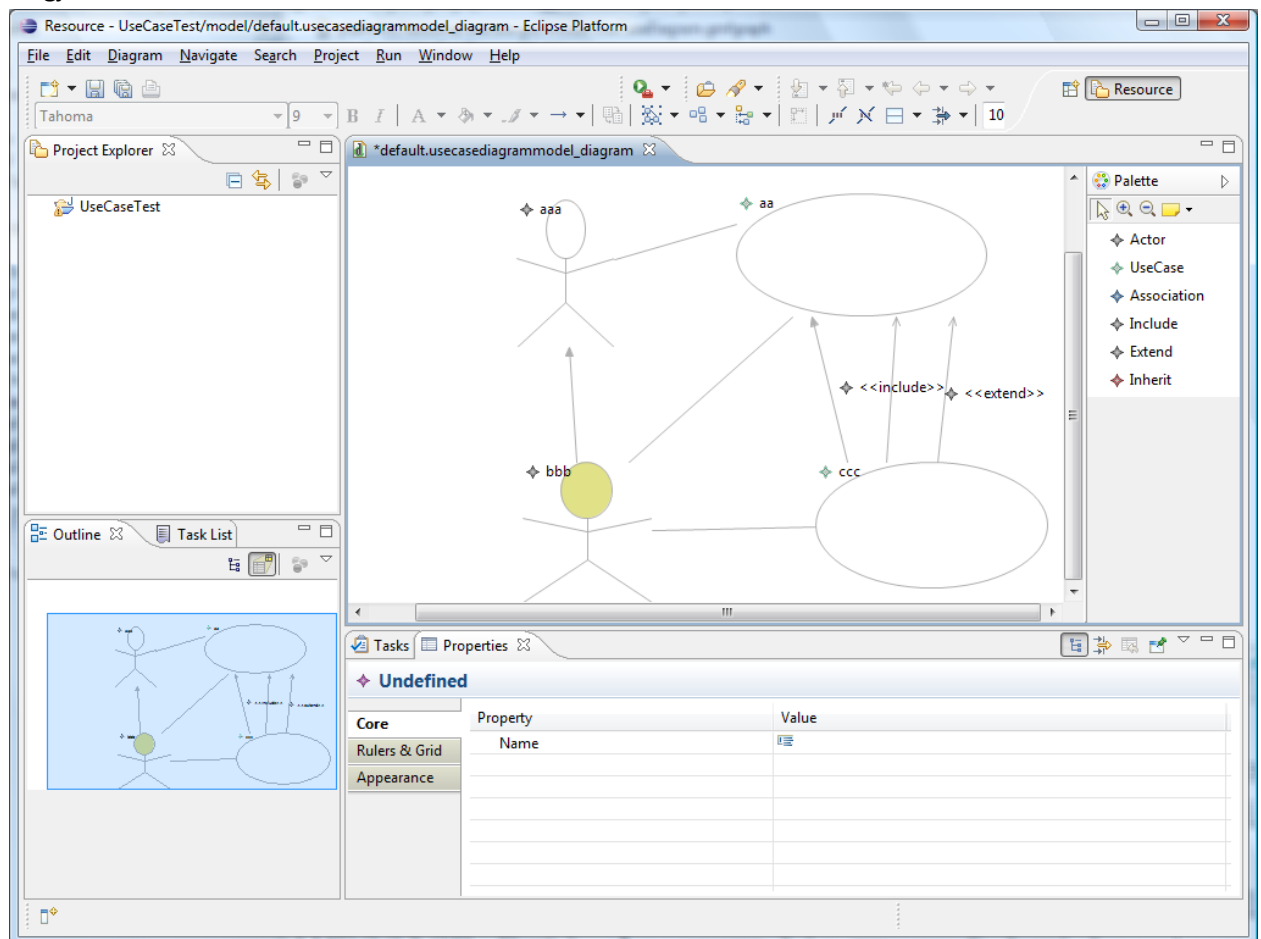 Resource - UseCaseTest/model/default.usecasediagrammodel_diagram - Eclipse Platform
File Edit Diagram Navigate Search Project Run Window Help
Resource
Tahoma 9 B I A 10
Project Explorer
UseCaseTest
*default.usecasediagrammodel_diagram
aaa
aa
<<include>>
<<extend>>
bbb
ccc
Palette
Actor
UseCase
Association
Include
Extend
Inherit
Outline Task List
Tasks Properties
Undefined
Core
Rulers & Grid
Appearance
Property Value
Name